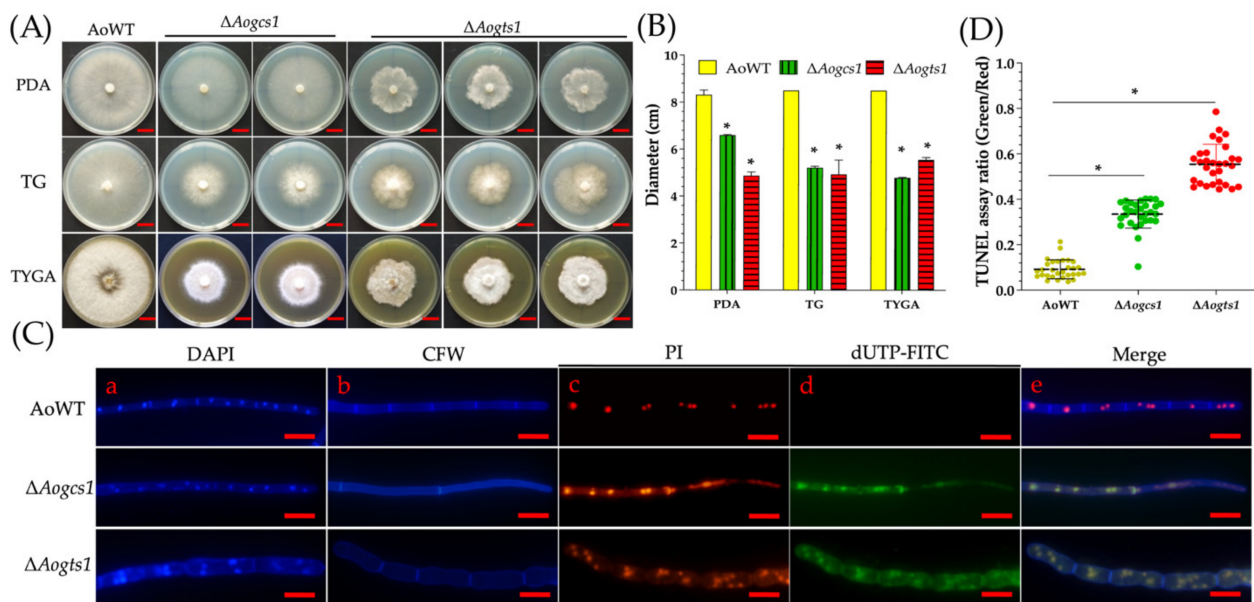 (A)
AoWT
ΔAogcs1
ΔAogts1
PDA
TG
TYGA
(B)
AoWT ΔAogcs1 ΔAogts1
Diameter (cm)
10
8
6
4
2
0
* * * * * *
PDA TG TYGA
(D)
TUNEL assay ratio (Green/Red)
1.0
0.8
0.6
0.4
0.2
0.0
*
*
AoWT ΔAogcs1 ΔAogts1
(C)
DAPI CFW PI dUTP-FITC Merge
a b c d e
AoWT
ΔAogcs1
ΔAogts1